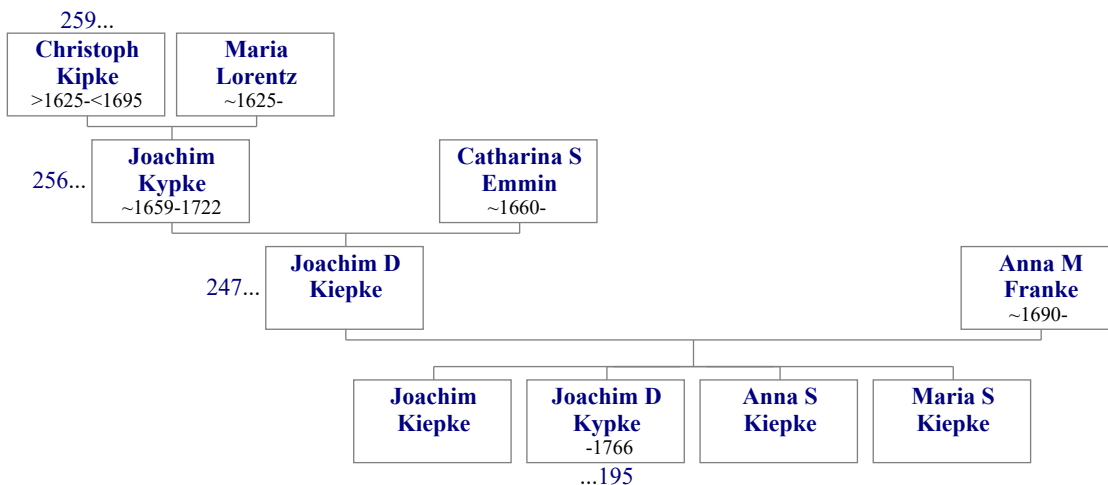 259...
Christoph
Kipke
>1625-<1695
Maria
Lorentz
~1625-
256...
Joachim
Kypke
~1659-1722
Catharina S
Emmin
~1660-
247...
Joachim D
Kiepke
Anna M
Franke
~1690-
Joachim
Kiepke
Joachim D
Kypke
-1766
Anna S
Kiepke
Maria S
Kiepke
...195